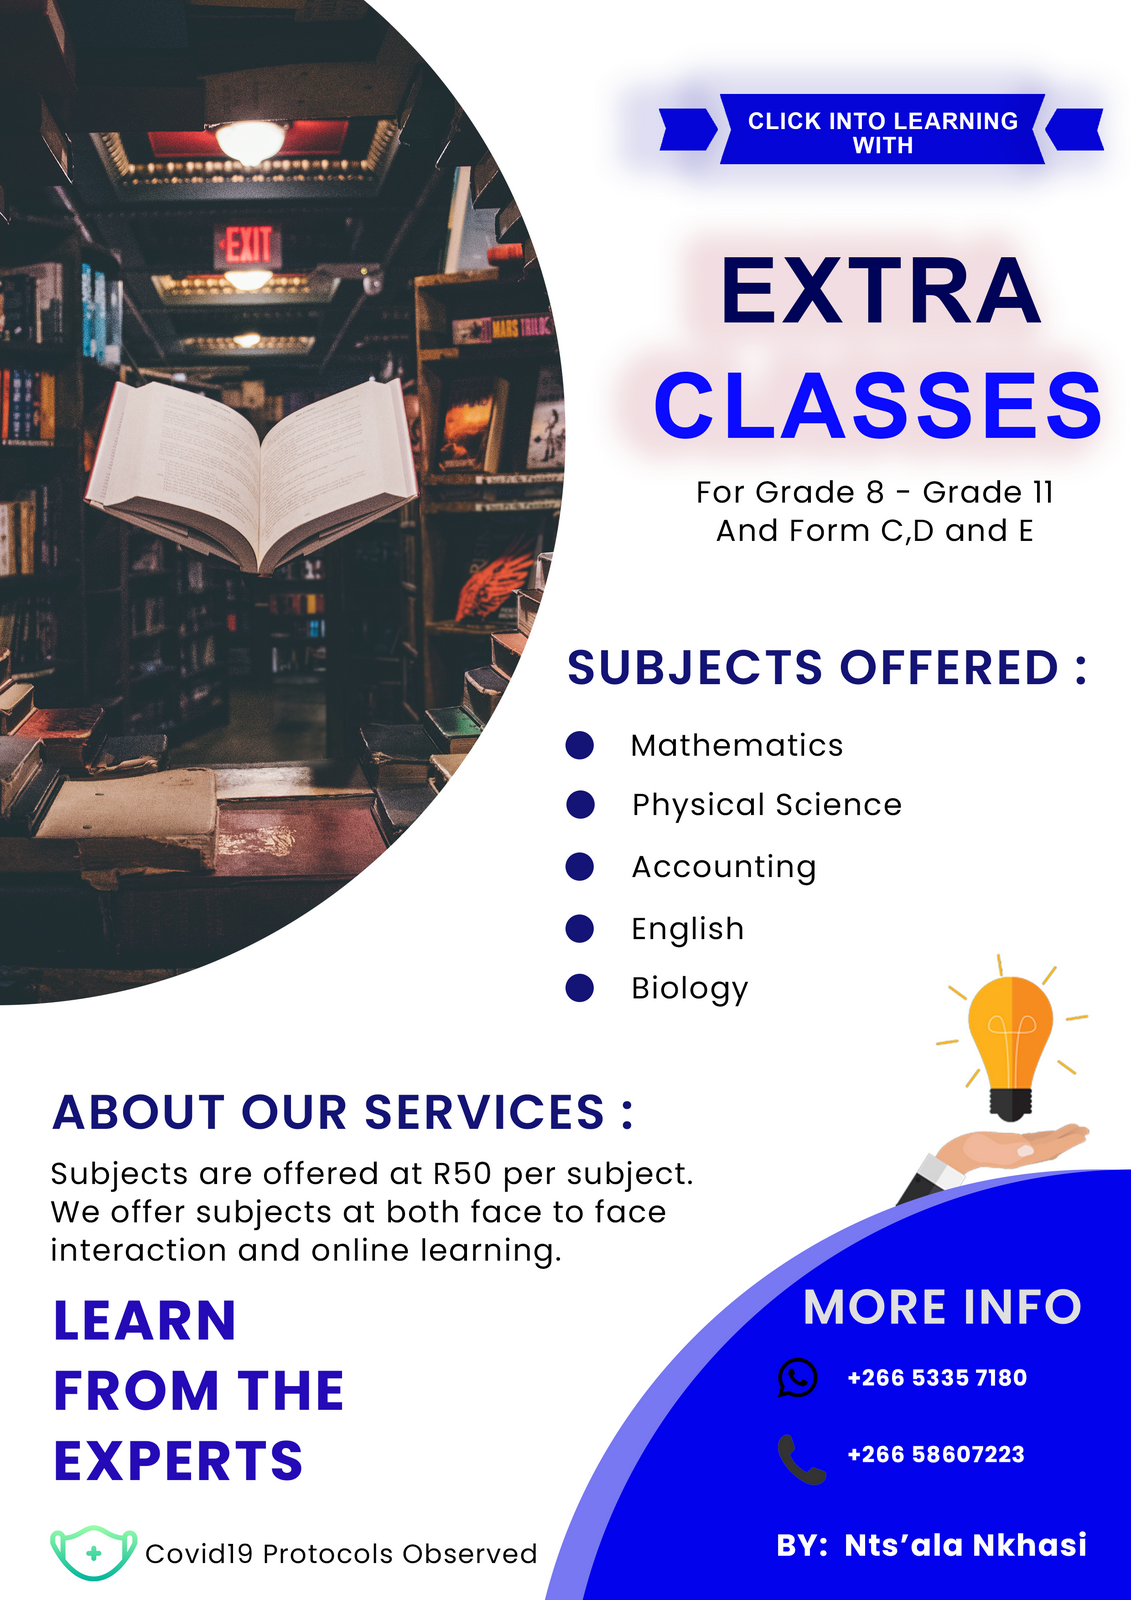 CLICK INTO LEARNING
WITH
EXIT
MARS
EXTRA
CLASSES
For Grade 8 - Grade 11
And Form C,D and E
SUBJECTS OFFERED :
Mathematics
Physical Science
Accounting
English
Biology
ABOUT OUR SERVICES :
Subjects are offered at R50 per subject.
We offer subjects at both face to face
interaction and online learning.
LEARN
FROM THE
EXPERTS
Covid19 Protocols Observed
MORE INFO
+266 5335 7180
+266 58607223
BY: Nts’ala Nkhasi